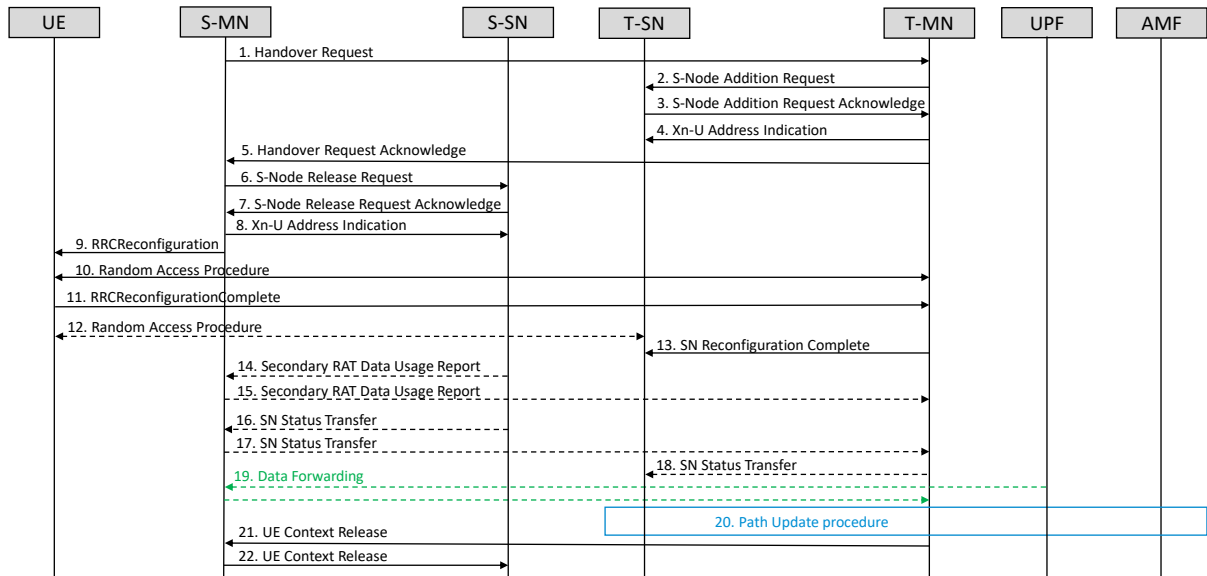 UE
S-MN
S-SN
T-SN
T-MN
UPF
AMF
1. Handover Request
2. S-Node Addition Request
3. S-Node Addition Request Acknowledge
4. Xn-U Address Indication
5. Handover Request Acknowledge
6. S-Node Release Request
7. S-Node Release Request Acknowledge
8. Xn-U Address Indication
9. RRCReconfiguration
10. Random Access Procedure
11. RRCReconfigurationComplete
12. Random Access Procedure
13. SN Reconfiguration Complete
14. Secondary RAT Data Usage Report
15. Secondary RAT Data Usage Report
16. SN Status Transfer
17. SN Status Transfer
18. SN Status Transfer
19. Data Forwarding
20. Path Update procedure
21. UE Context Release
22. UE Context Release